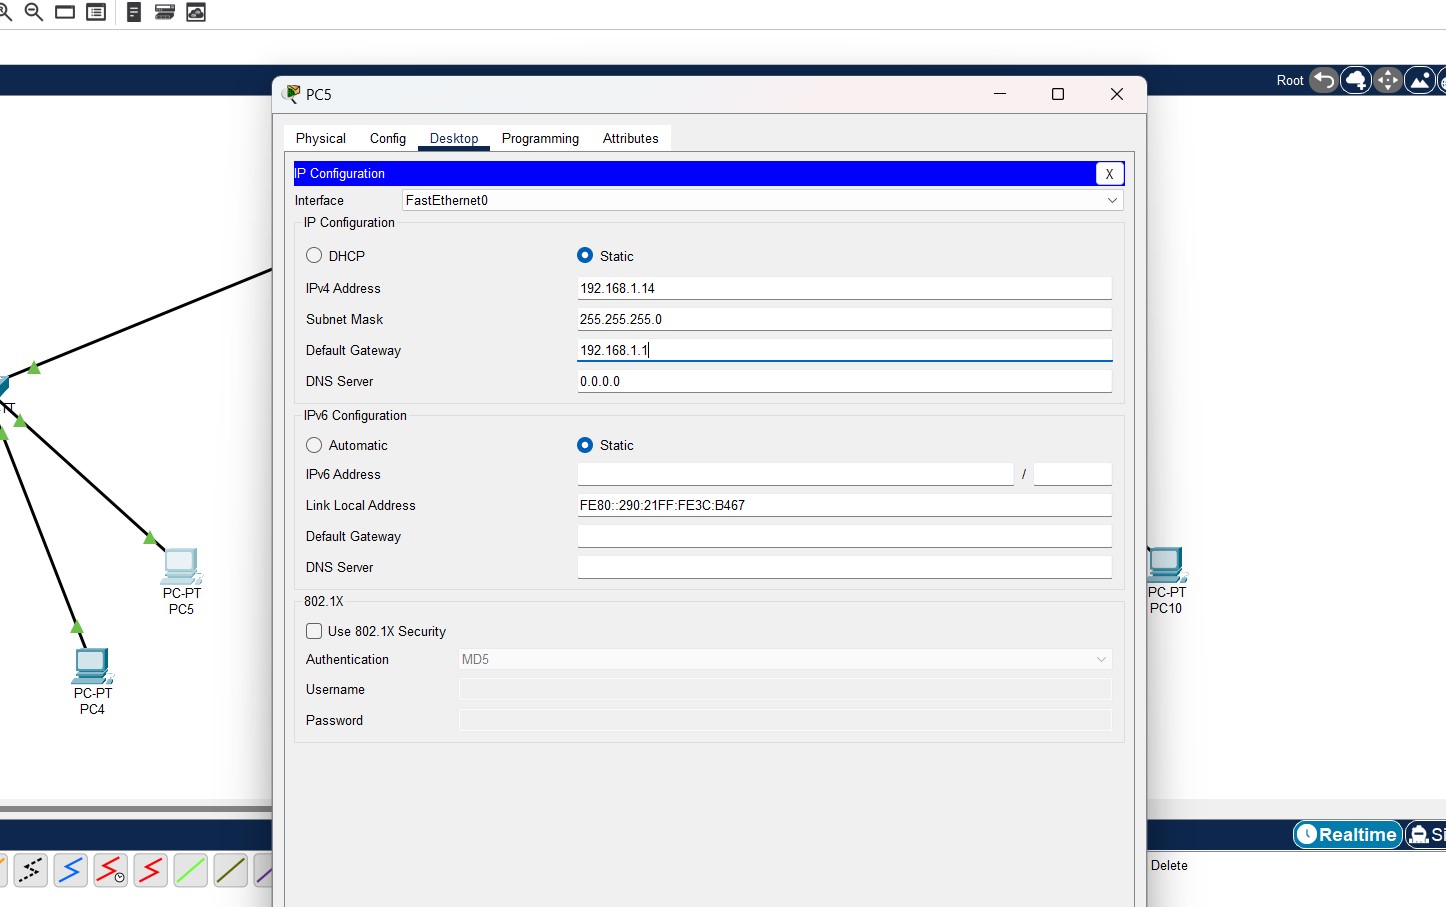 Root
PC5
Physical Config Desktop Programming Attributes
IP Configuration
X
Interface FastEthernet0
IP Configuration
DHCP Static
IPv4 Address 192.168.1.14
Subnet Mask 255.255.255.0
Default Gateway 192.168.1.1
DNS Server 0.0.0.0
IPv6 Configuration
Automatic Static
IPv6 Address /
Link Local Address FE80::290:21FF:FE3C:B467
Default Gateway
DNS Server
802.1X
Use 802.1X Security
Authentication MD5
Username
Password
PC-PT
PC5
PC-PT
PC4
PC-PT
PC10
Realtime
Delete